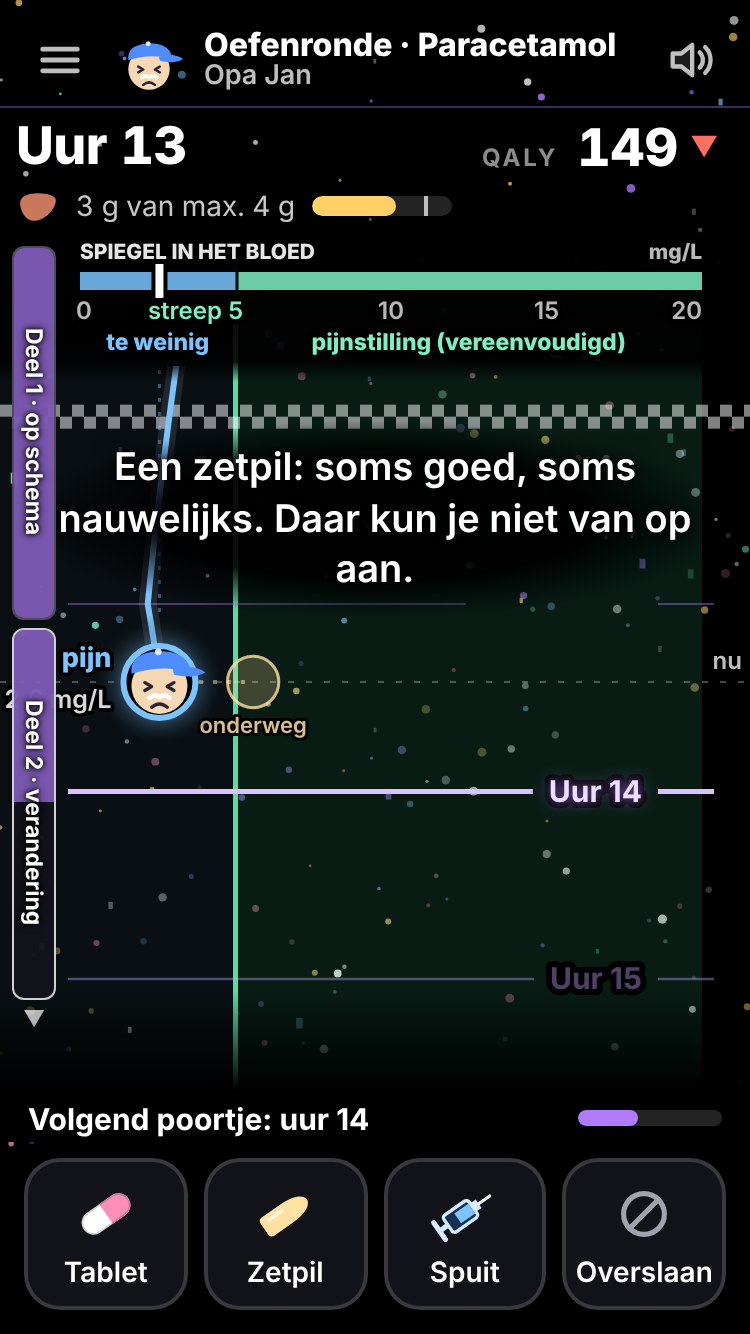 Oefenronde · Paracetamol
Opa Jan
Uur 13
QALY 149
3 g van max. 4 g
SPIEGEL IN HET BLOED mg/L
0 streep 5 10 15 20
te weinig pijnstilling (vereenvoudigd)
Deel 1 · op schema
Een zetpil: soms goed, soms
nauwelijks. Daar kun je niet van op
aan.
pijn
nu
mg/L
onderweg
Deel 2 · verandering
Uur 14
Uur 15
Volgend poortje: uur 14
Tablet
Zetpil
Spuit
Overslaan